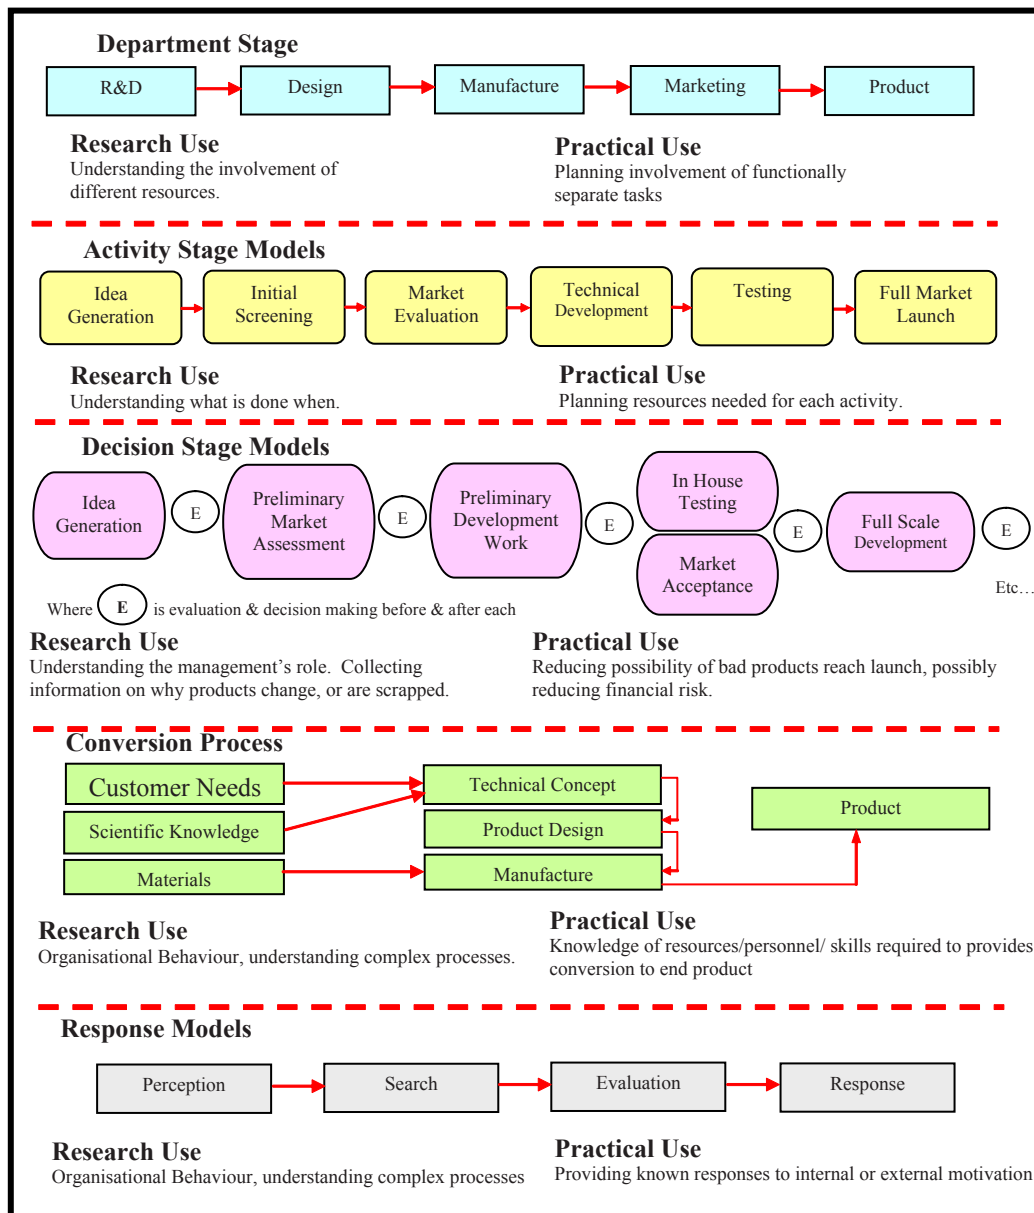 Department Stage
R&D
Design
Manufacture
Marketing
Product
Research Use
Understanding the involvement of
different resources.
Practical Use
Planning involvement of functionally
separate tasks
Activity Stage Models
Idea
Generation
Initial
Screening
Market
Evaluation
Technical
Development
Testing
Full Market
Launch
Research Use
Understanding what is done when.
Practical Use
Planning resources needed for each activity.
Decision Stage Models
Idea
Generation
E
Preliminary
Market
Assessment
E
Preliminary
Development
Work
E
In House
Testing
Market
Acceptance
E
Full Scale
Development
E
Etc…
Where E is evaluation & decision making before & after each
Research Use
Understanding the management's role. Collecting
information on why products change, or are scrapped.
Practical Use
Reducing possibility of bad products reach launch, possibly
reducing financial risk.
Conversion Process
Customer Needs
Scientific Knowledge
Materials
Technical Concept
Product Design
Manufacture
Product
Research Use
Organisational Behaviour, understanding complex processes.
Practical Use
Knowledge of resources/personnel/ skills required to provides
conversion to end product
Response Models
Perception
Search
Evaluation
Response
Research Use
Organisational Behaviour, understanding complex processes
Practical Use
Providing known responses to internal or external motivation